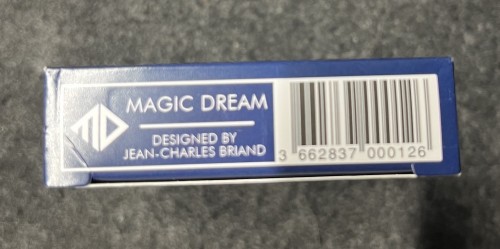 MD
MAGIC DREAM
DESIGNED BY
JEAN-CHARLES BRIAND
3 662837 000126